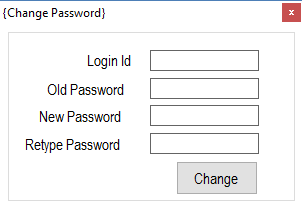 {Change Password}
x
Login Id
Old Password
New Password
Retype Password
Change